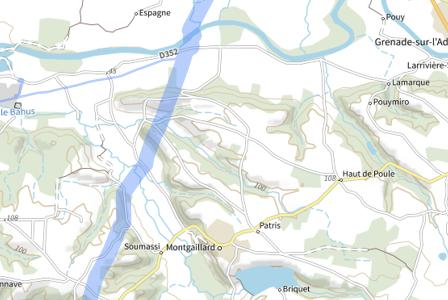 Espagne
Pouy
Grenade-sur-l'Ad
D352
Larrivière-S
Lamarque
Pouymiro
le Banus
Haut de Poule
108
100
108
100
Patris
Soumassi
Montgaillard
Briquet
nnave